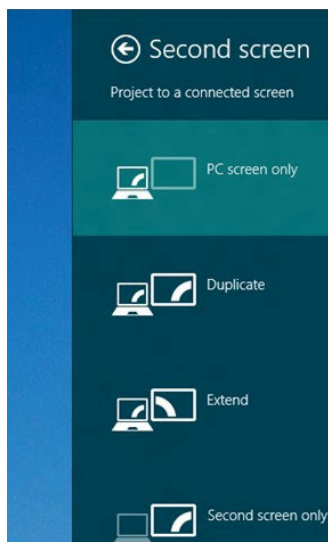 Second screen
Project to a connected screen
PC screen only
Duplicate
Extend
Second screen only